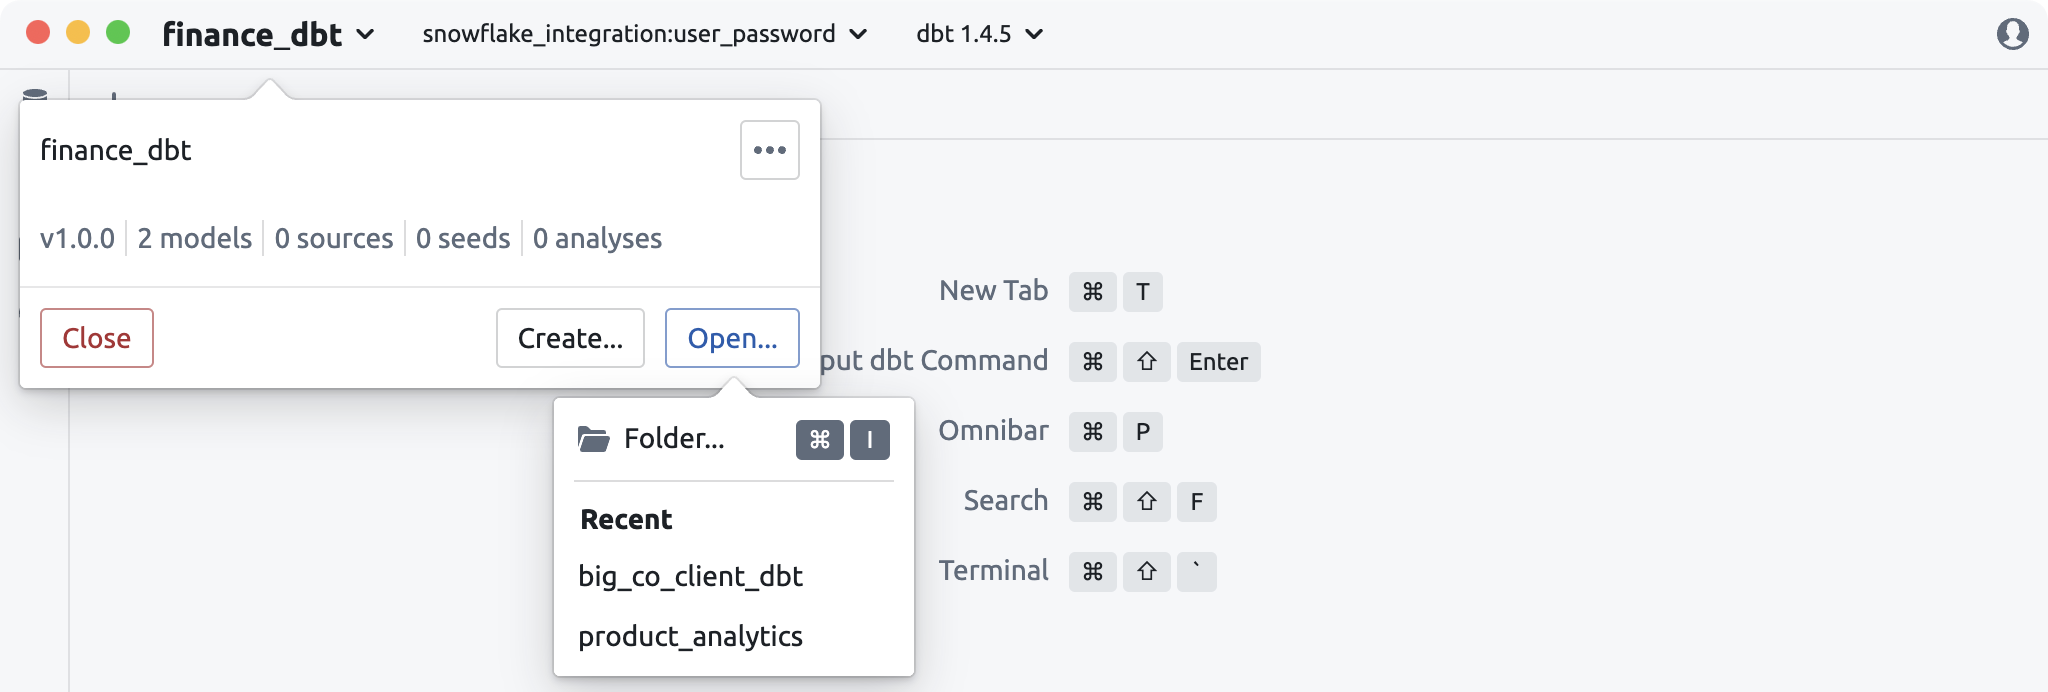 finance_dbt snowflake_integration:user_password dbt 1.4.5
finance_dbt
v1.0.0 2 models 0 sources 0 seeds 0 analyses
Close Create... Open...
Folder... ⌘ I
Recent
big_co_client_dbt
product_analytics
New Tab ⌘ T
put dbt Command ⌘ ⇧ Enter
Omnibar ⌘ P
Search ⌘ ⇧ F
Terminal ⌘ ⇧ `